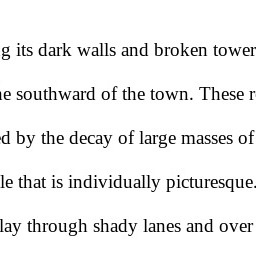 g its dark walls and broken tower
he southward of the town. These r
ed by the decay of large masses of
le that is individually picturesque.
lay through shady lanes and over